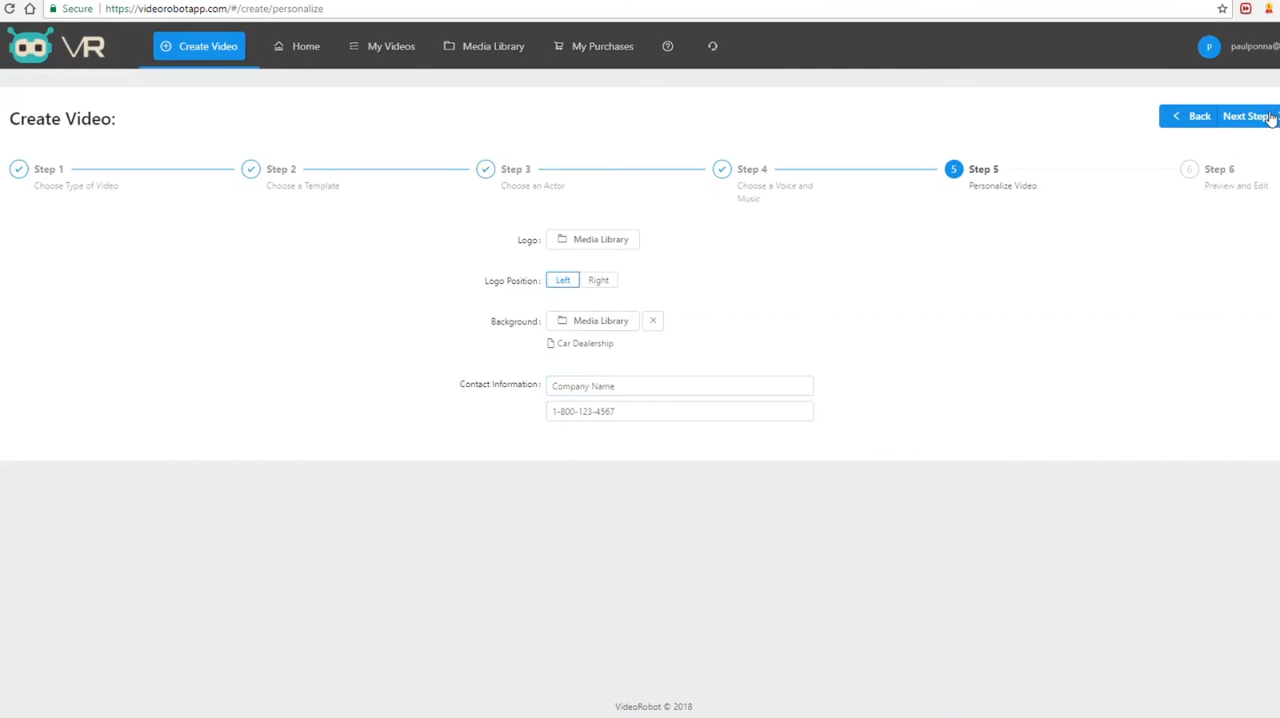 Secure https://videorobotapp.com/#/create/personalize
VR Create Video Home My Videos Media Library My Purchases P paulponna@
Create Video:
Back Next Step
Step 1 Step 2 Step 3 Step 4 5 Step 5 6 Step 6
Choose Type of Video Choose a Template Choose an Actor Choose a Voice and Personalize Video Preview and Edit
Music
Logo: Media Library
Logo Position: Left Right
Background: Media Library
Car Dealership
Contact Information: Company Name
1-800-123-4567
VideoRobot © 2018